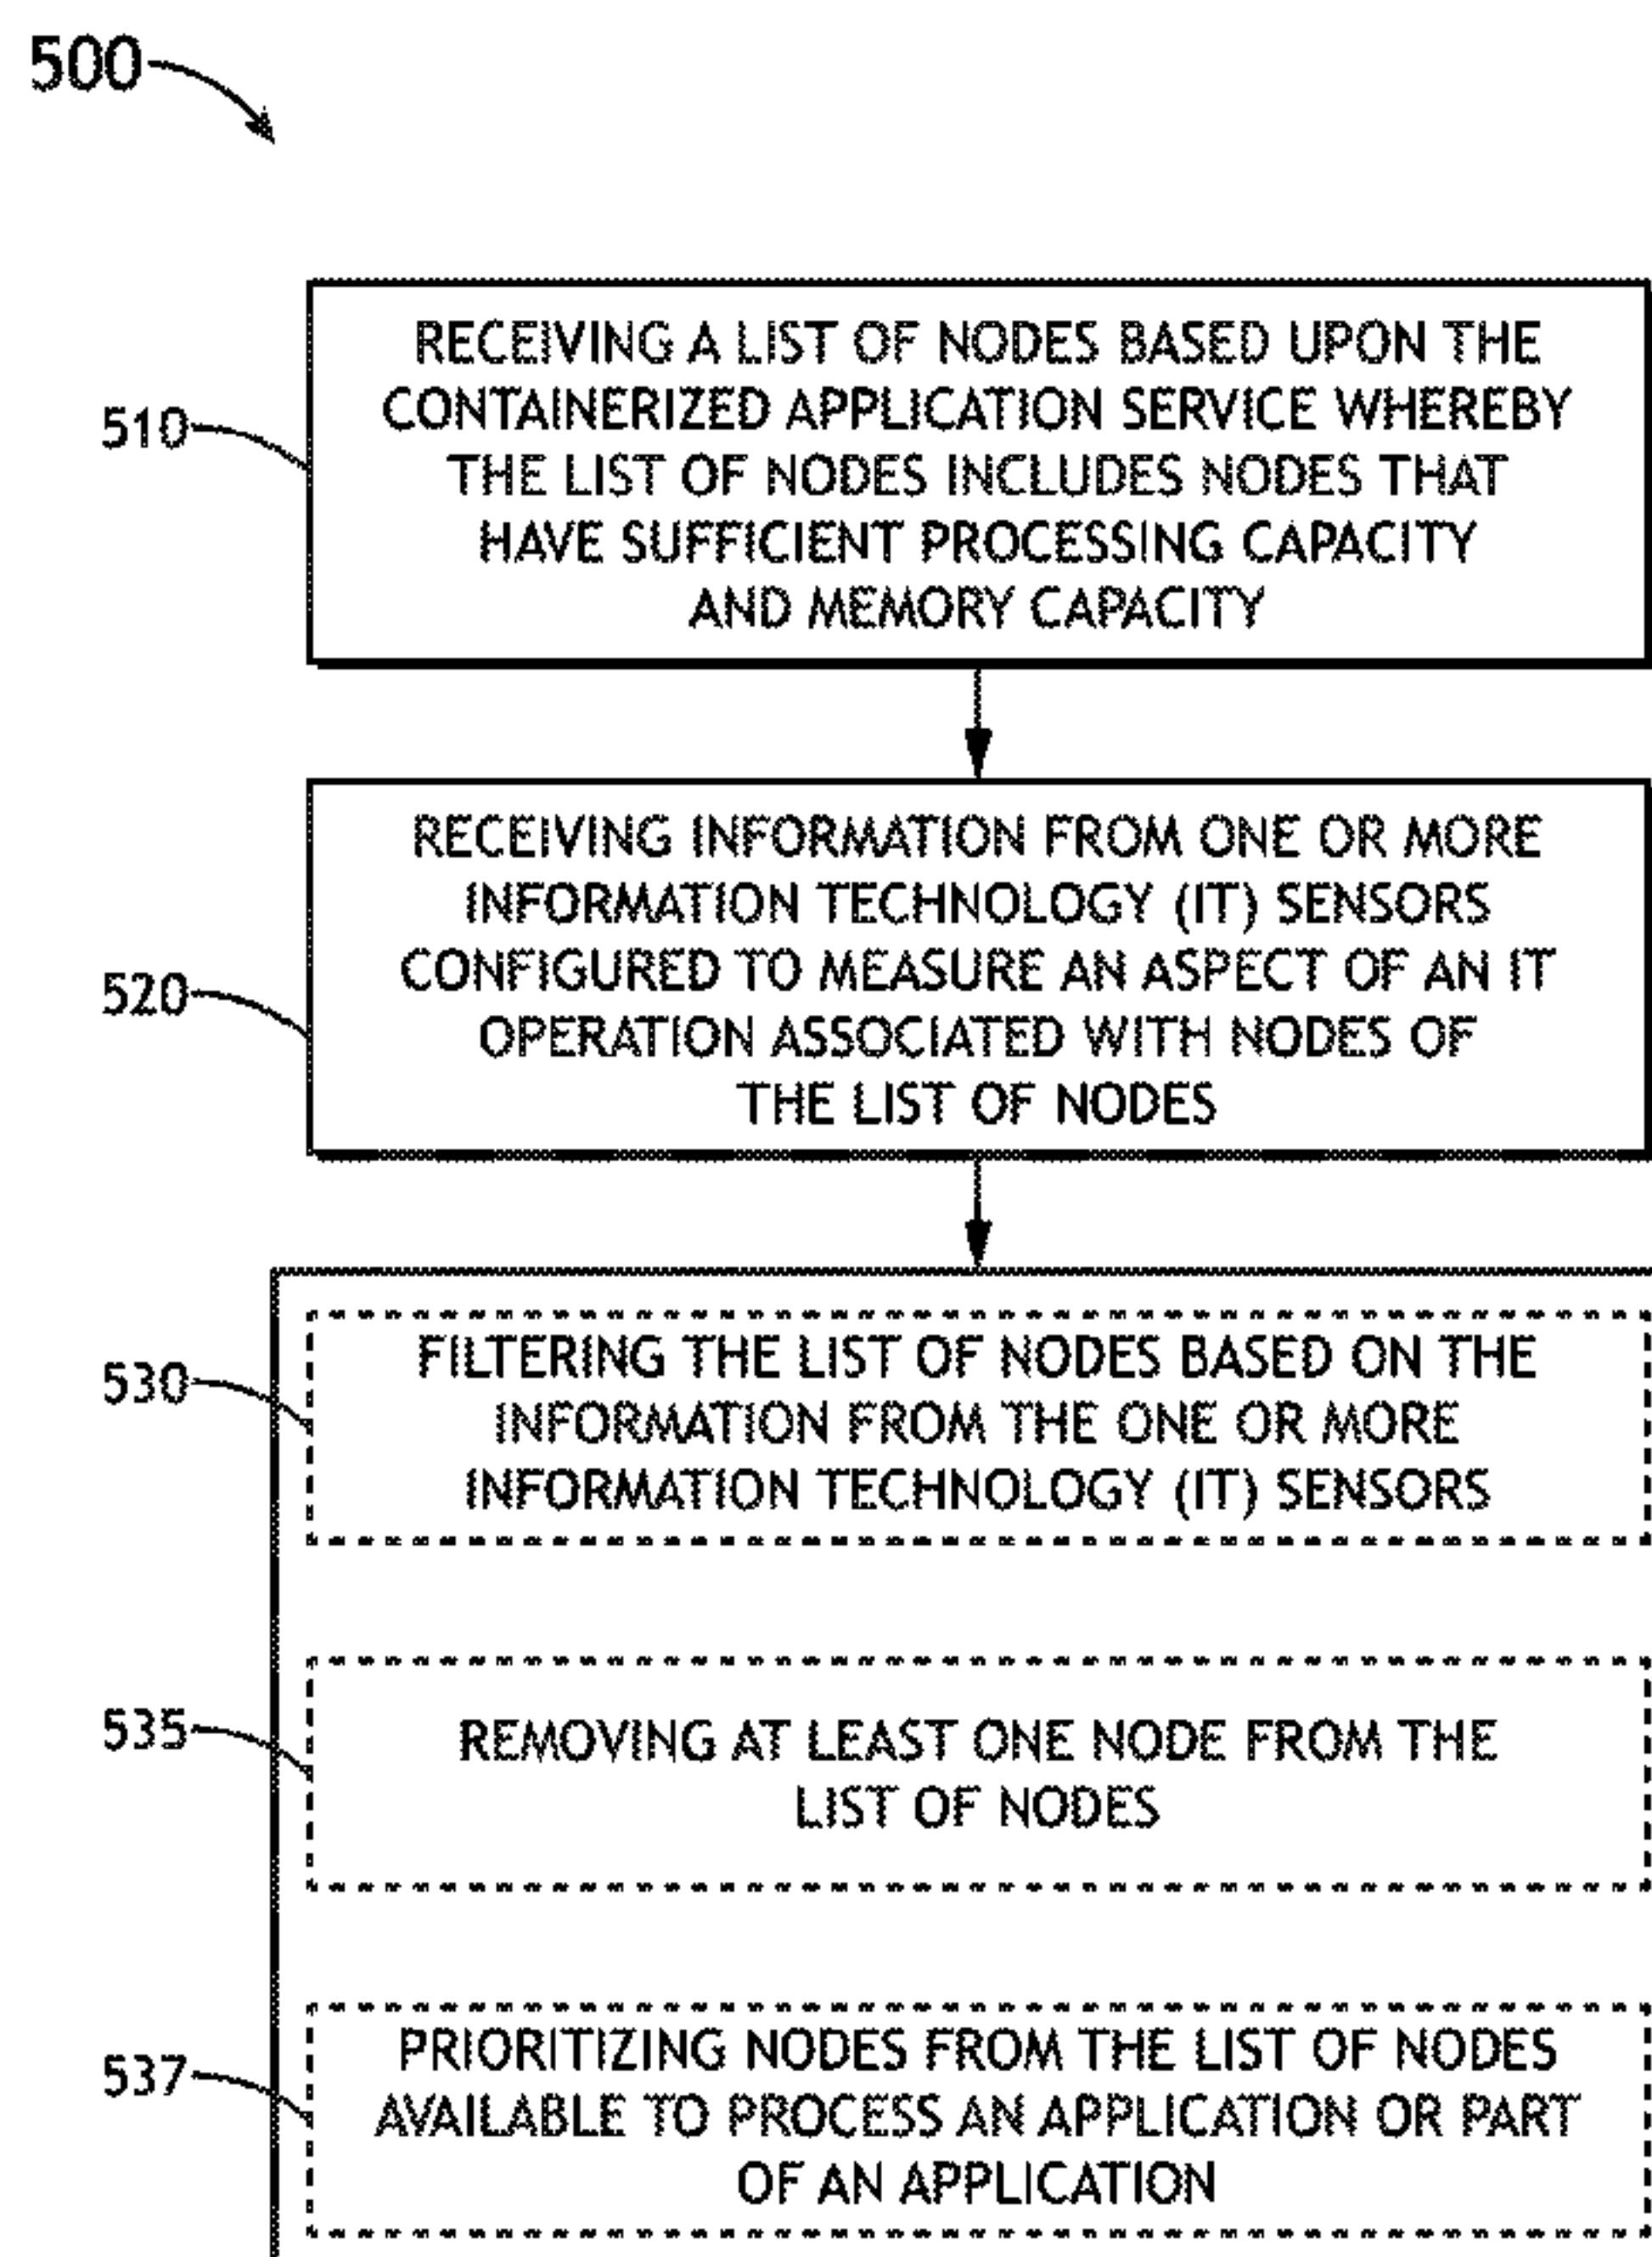 500
RECEIVING A LIST OF NODES BASED UPON THE
CONTAINERIZED APPLICATION SERVICE WHEREBY
THE LIST OF NODES INCLUDES NODES THAT
HAVE SUFFICIENT PROCESSING CAPACITY
AND MEMORY CAPACITY
510
RECEIVING INFORMATION FROM ONE OR MORE
INFORMATION TECHNOLOGY (IT) SENSORS
CONFIGURED TO MEASURE AN ASPECT OF AN IT
OPERATION ASSOCIATED WITH NODES OF
THE LIST OF NODES
520
FILTERING THE LIST OF NODES BASED ON THE
INFORMATION FROM THE ONE OR MORE
INFORMATION TECHNOLOGY (IT) SENSORS
530
REMOVING AT LEAST ONE NODE FROM THE
LIST OF NODES
535
PRIORITIZING NODES FROM THE LIST OF NODES
AVAILABLE TO PROCESS AN APPLICATION OR PART
OF AN APPLICATION
537